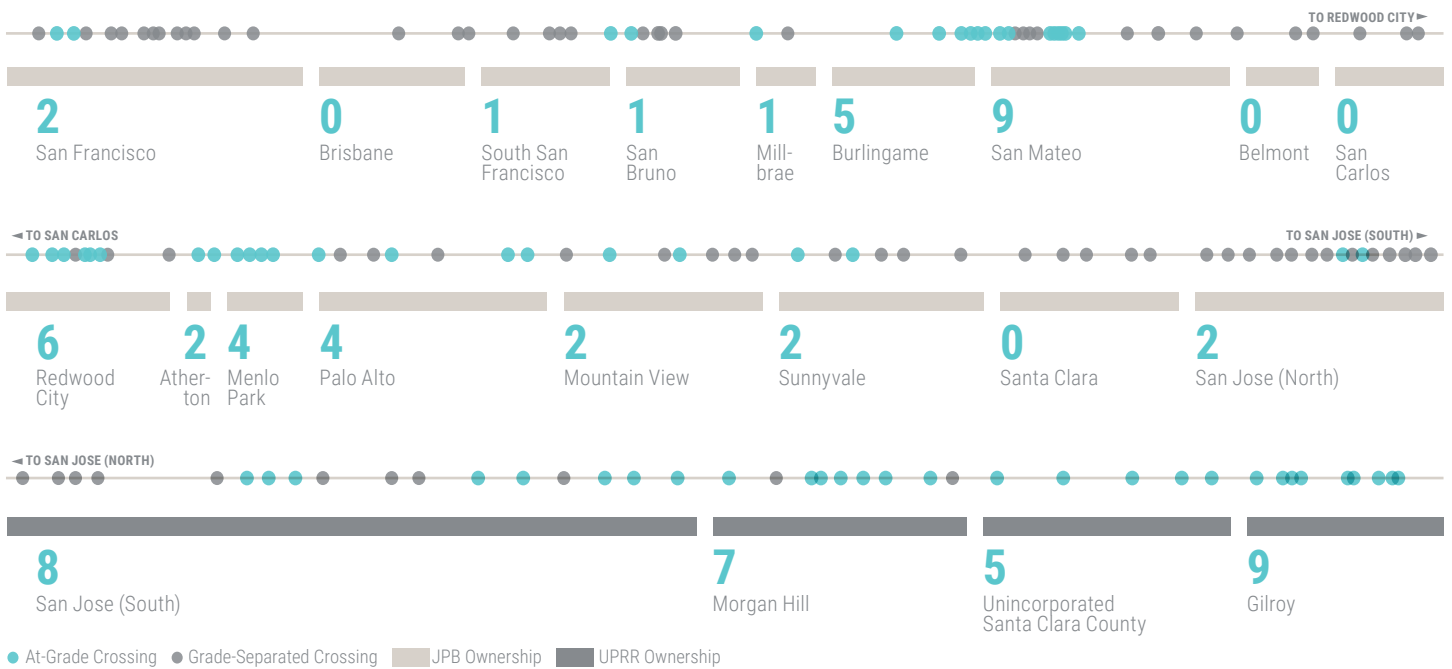 TO REDWOOD CITY►
2
San Francisco
0
Brisbane
1
South San
Francisco
1
San
Bruno
1
Mill-
brae
5
Burlingame
9
San Mateo
0
Belmont
0
San
Carlos
◄ TO SAN CARLOS
TO SAN JOSE (SOUTH) ►
6
Redwood
City
2
Ather-
ton
4
Menlo
Park
4
Palo Alto
2
Mountain View
2
Sunnyvale
0
Santa Clara
2
San Jose (North)
◄ TO SAN JOSE (NORTH)
8
San Jose (South)
7
Morgan Hill
5
Unincorporated
Santa Clara County
9
Gilroy
At-Grade Crossing
Grade-Separated Crossing
JPB Ownership
UPRR Ownership